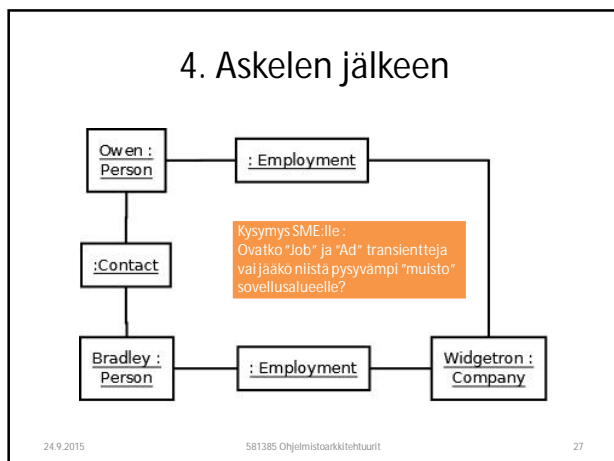 4. Askelen jälkeen
Owen :
Person
: Employment
Kysymys SME:lle :
Ovatko "Job" ja "Ad" transientteja
vai jääkö niistä pysyvämpi "muisto"
sovellusalueelle?
:Contact
Bradley :
Person
: Employment
Widgetron :
Company
24.9.2015
581385 Ohjelmistoarkkitehtuurit
27